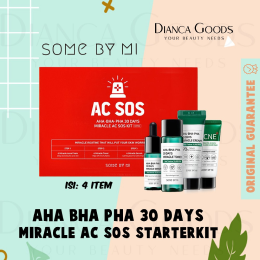 DIANCA GOODS
YOUR BEAUTY NEEDS
SOME BY MI
AC SOS
AHA BHA PHA 30 DAYS
MIRACLE AC SOS KIT
SOME BY MI
ISI: 4 ITEM
ORIGINAL GUARANTEE
AHA BHA PHA 30 DAYS
MIRACLE AC SOS STARTERKIT